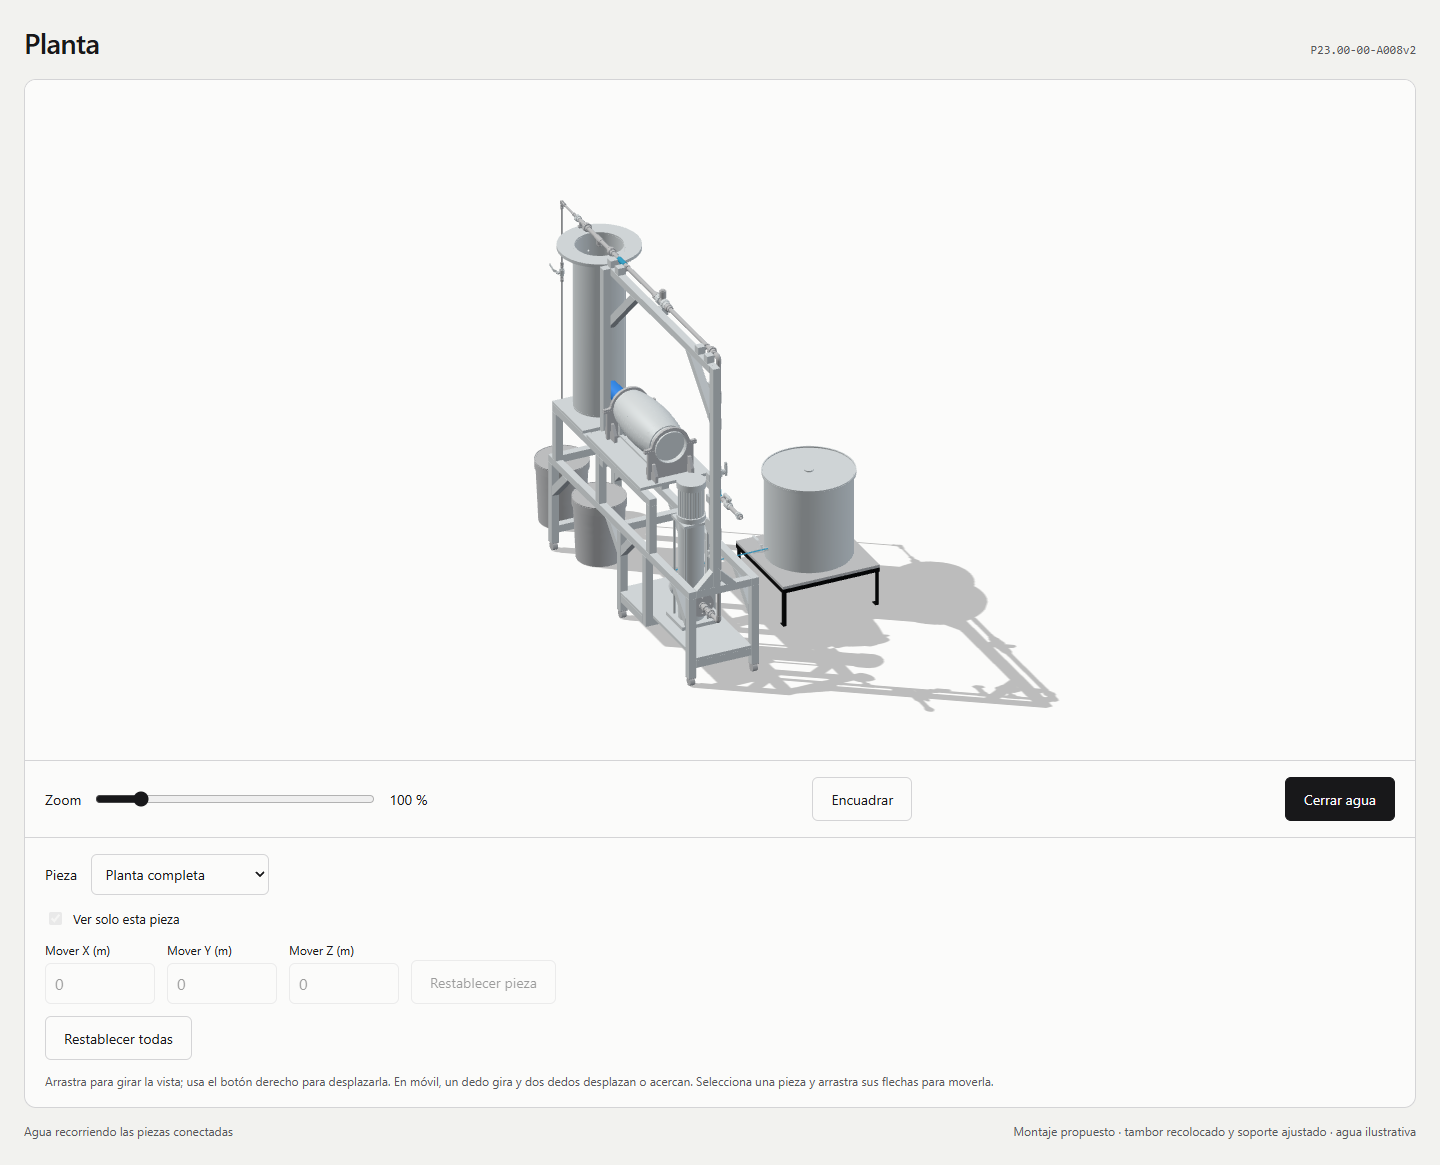 Planta
P23.00-00-A008v2
Zoom
100 %
Encuadrar
Cerrar agua
Pieza
Planta completa
Ver solo esta pieza
Mover X (m)
Mover Y (m)
Mover Z (m)
0
0
0
Restablecer pieza
Restablecer todas
Arrastra para girar la vista; usa el botón derecho para desplazarla. En móvil, un dedo gira y dos dedos desplazan o acercan. Selecciona una pieza y arrastra sus flechas para moverla.
Agua recorriendo las piezas conectadas
Montaje propuesto · tambor recolocado y soporte ajustado · agua ilustrativa